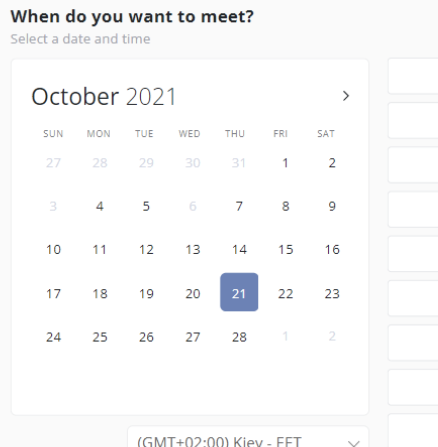 When do you want to meet?
Select a date and time
October 2021
SUN MON TUE WED THU FRI SAT
27 28 29 30 31 1 2
3 4 5 6 7 8 9
10 11 12 13 14 15 16
17 18 19 20 21 22 23
24 25 26 27 28 1 2
(GMT+02:00) Kiev - EET